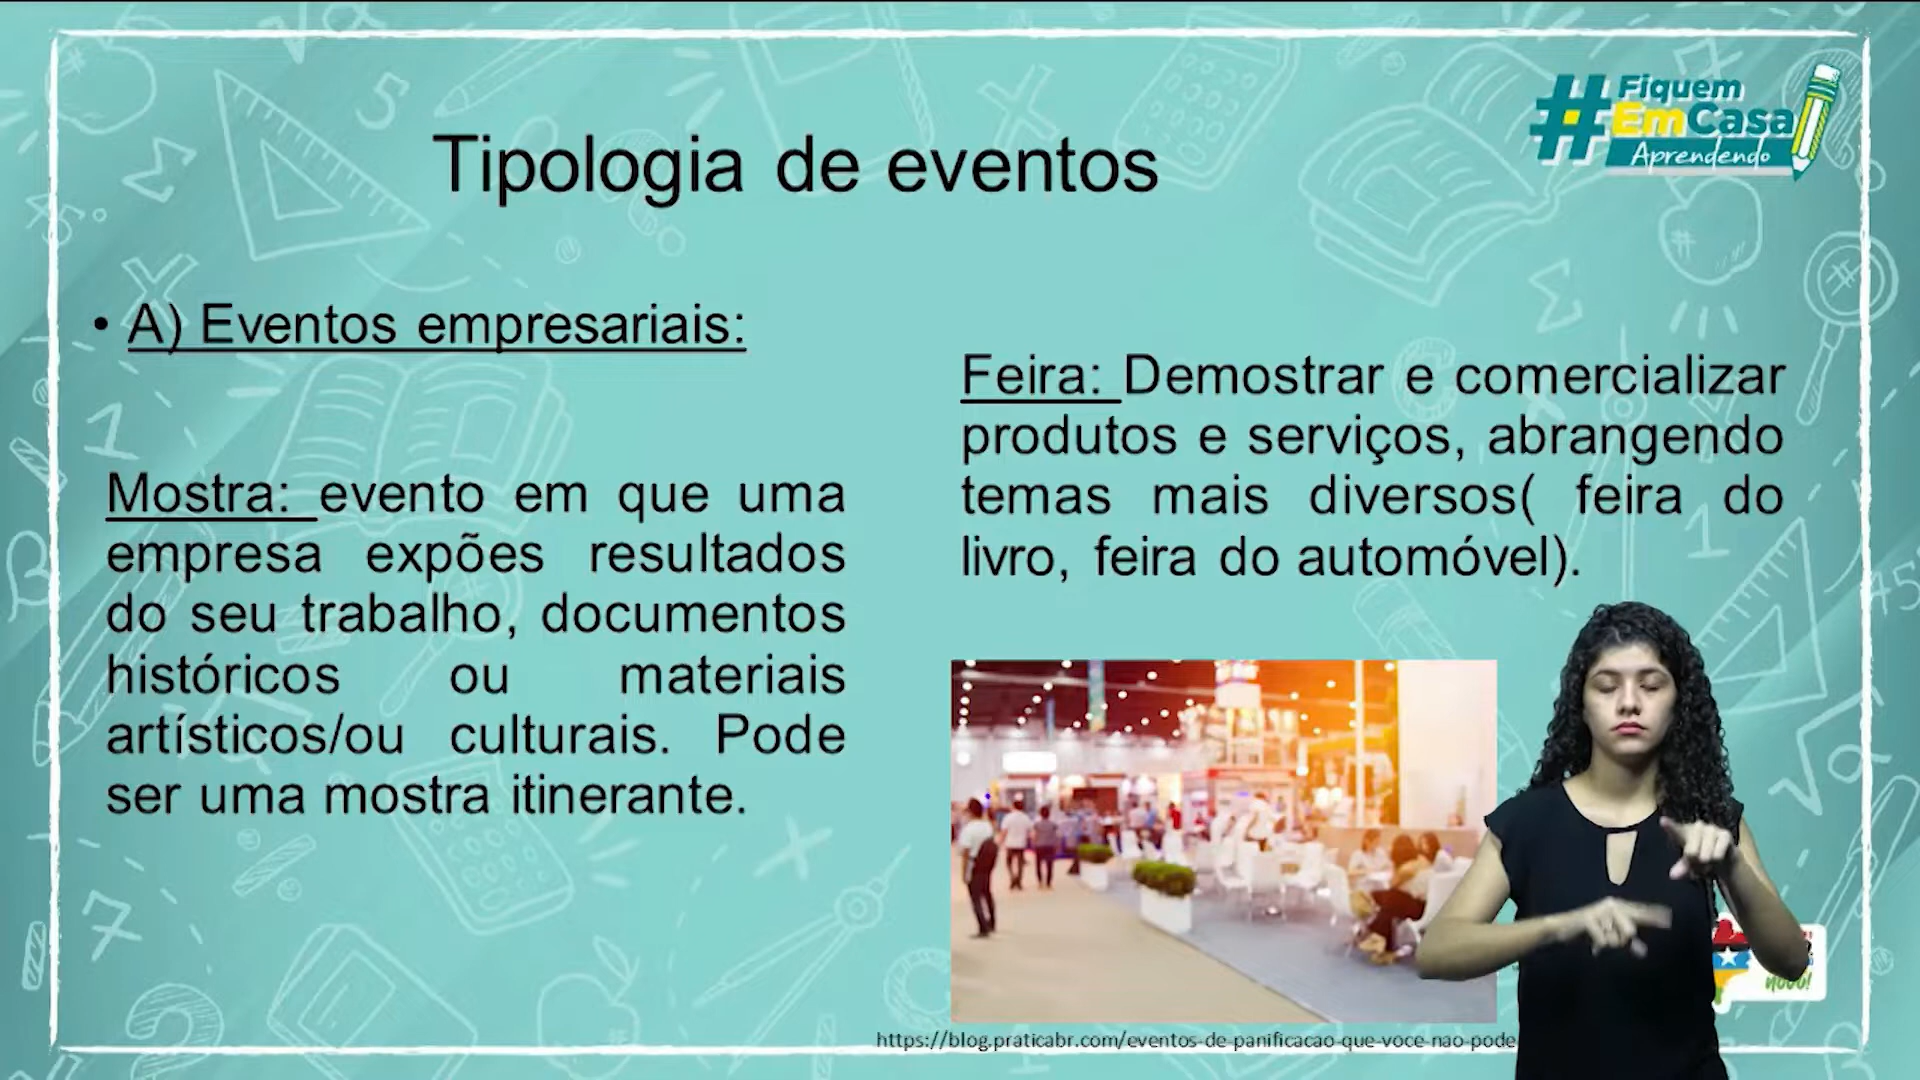 #Fiquem
EmCasa
Aprendendo
Tipologia de eventos
• A) Eventos empresariais:
Mostra: evento em que uma
empresa expões resultados
do seu trabalho, documentos
históricos ou materiais
artísticos/ou culturais. Pode
ser uma mostra itinerante.
Feira: Demostrar e comercializar
produtos e serviços, abrangendo
temas mais diversos( feira do
livro, feira do automóvel).
novo!
https://blog.praticabr.com/eventos-de-panificacao-que-voce-nao-pode